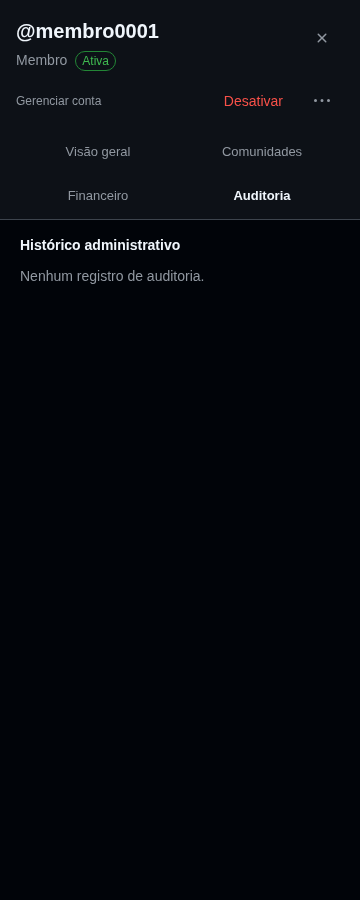 @membro0001
Membro Ativa
Gerenciar conta Desativar
Visão geral Comunidades
Financeiro Auditoria
Histórico administrativo
Nenhum registro de auditoria.